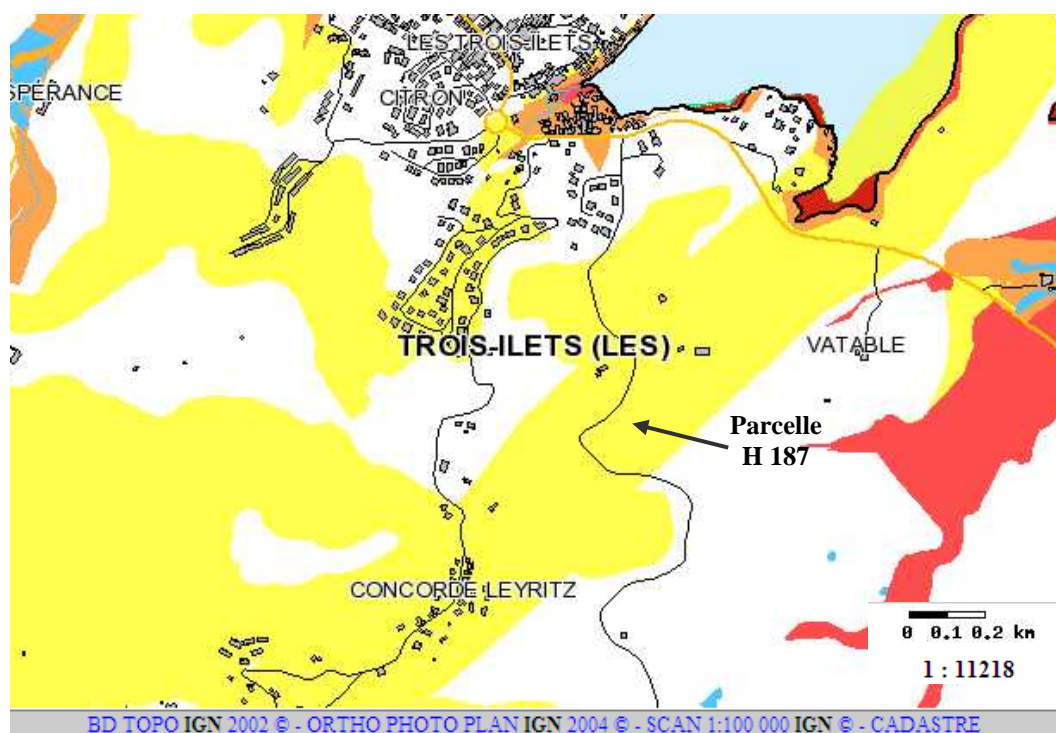 LES TROIS-ILETS
SPÉRANCE
CITRON
TROIS-ILETS (LES)
VATABLE
Parcelle
H 187
CONCORDE LEYRITZ
0 0.1 0.2 km
1 : 11218
BD TOPO IGN 2002 © - ORTHO PHOTO PLAN IGN 2004 © - SCAN 1:100 000 IGN © - CADASTRE